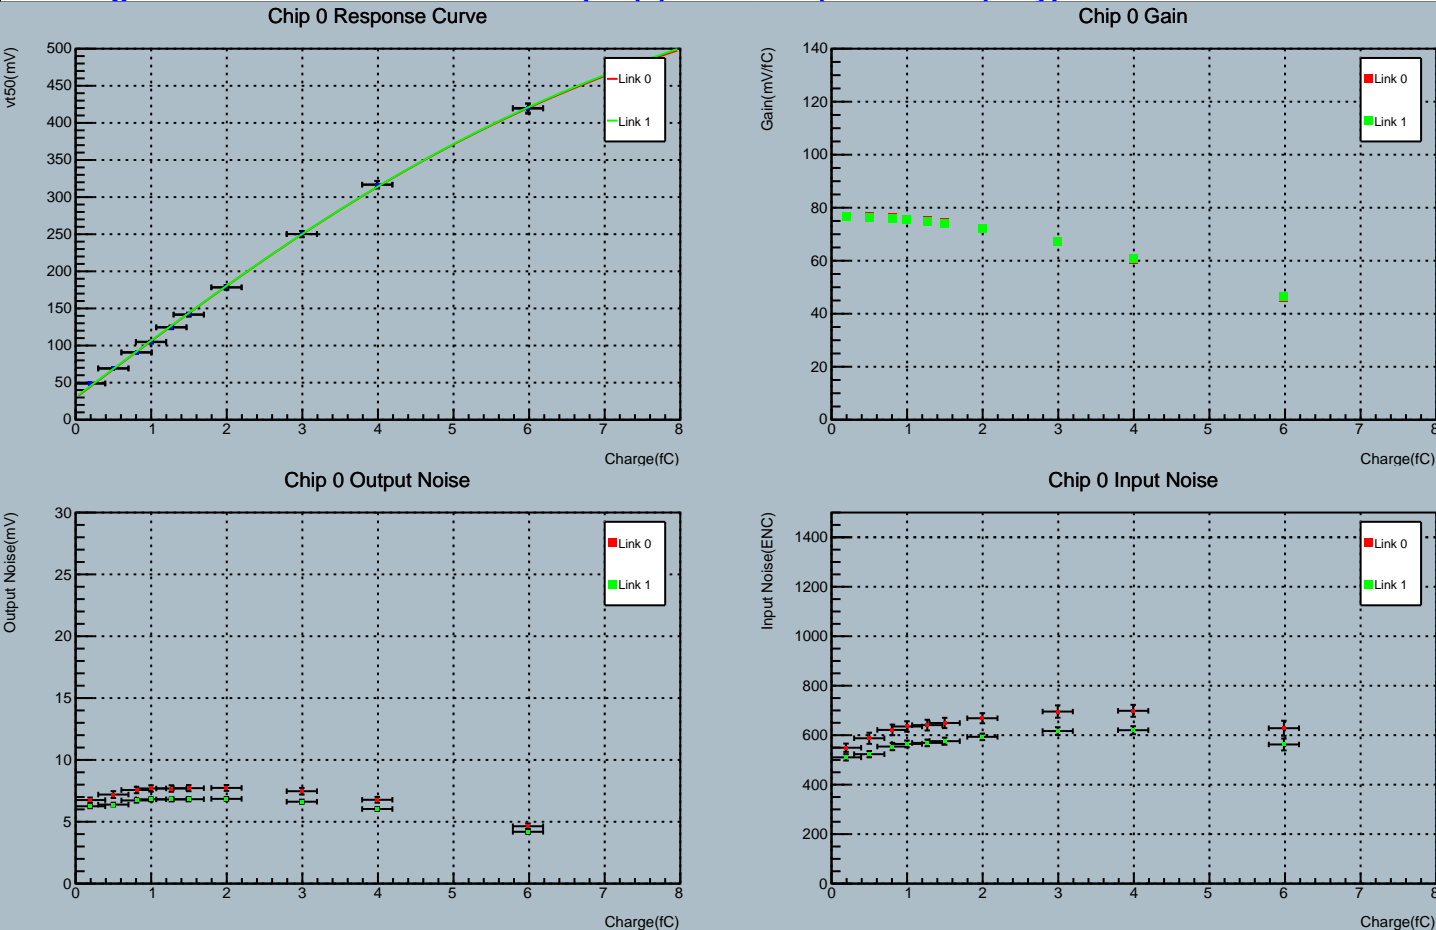 Chip 0 Response Curve
vt50(mV)
500
450
400
350
300
250
200
150
100
50
0
0 1 2 3 4 5 6 7 8
Charge(fC)
Link 0
Link 1
Chip 0 Gain
Gain(mV/fC)
140
120
100
80
60
40
20
0
0 1 2 3 4 5 6 7 8
Charge(fC)
Link 0
Link 1
Chip 0 Output Noise
Output Noise(mV)
30
25
20
15
10
5
0
0 1 2 3 4 5 6 7 8
Charge(fC)
Link 0
Link 1
Chip 0 Input Noise
Input Noise(ENC)
1400
1200
1000
800
600
400
200
0
0 1 2 3 4 5 6 7 8
Charge(fC)
Link 0
Link 1